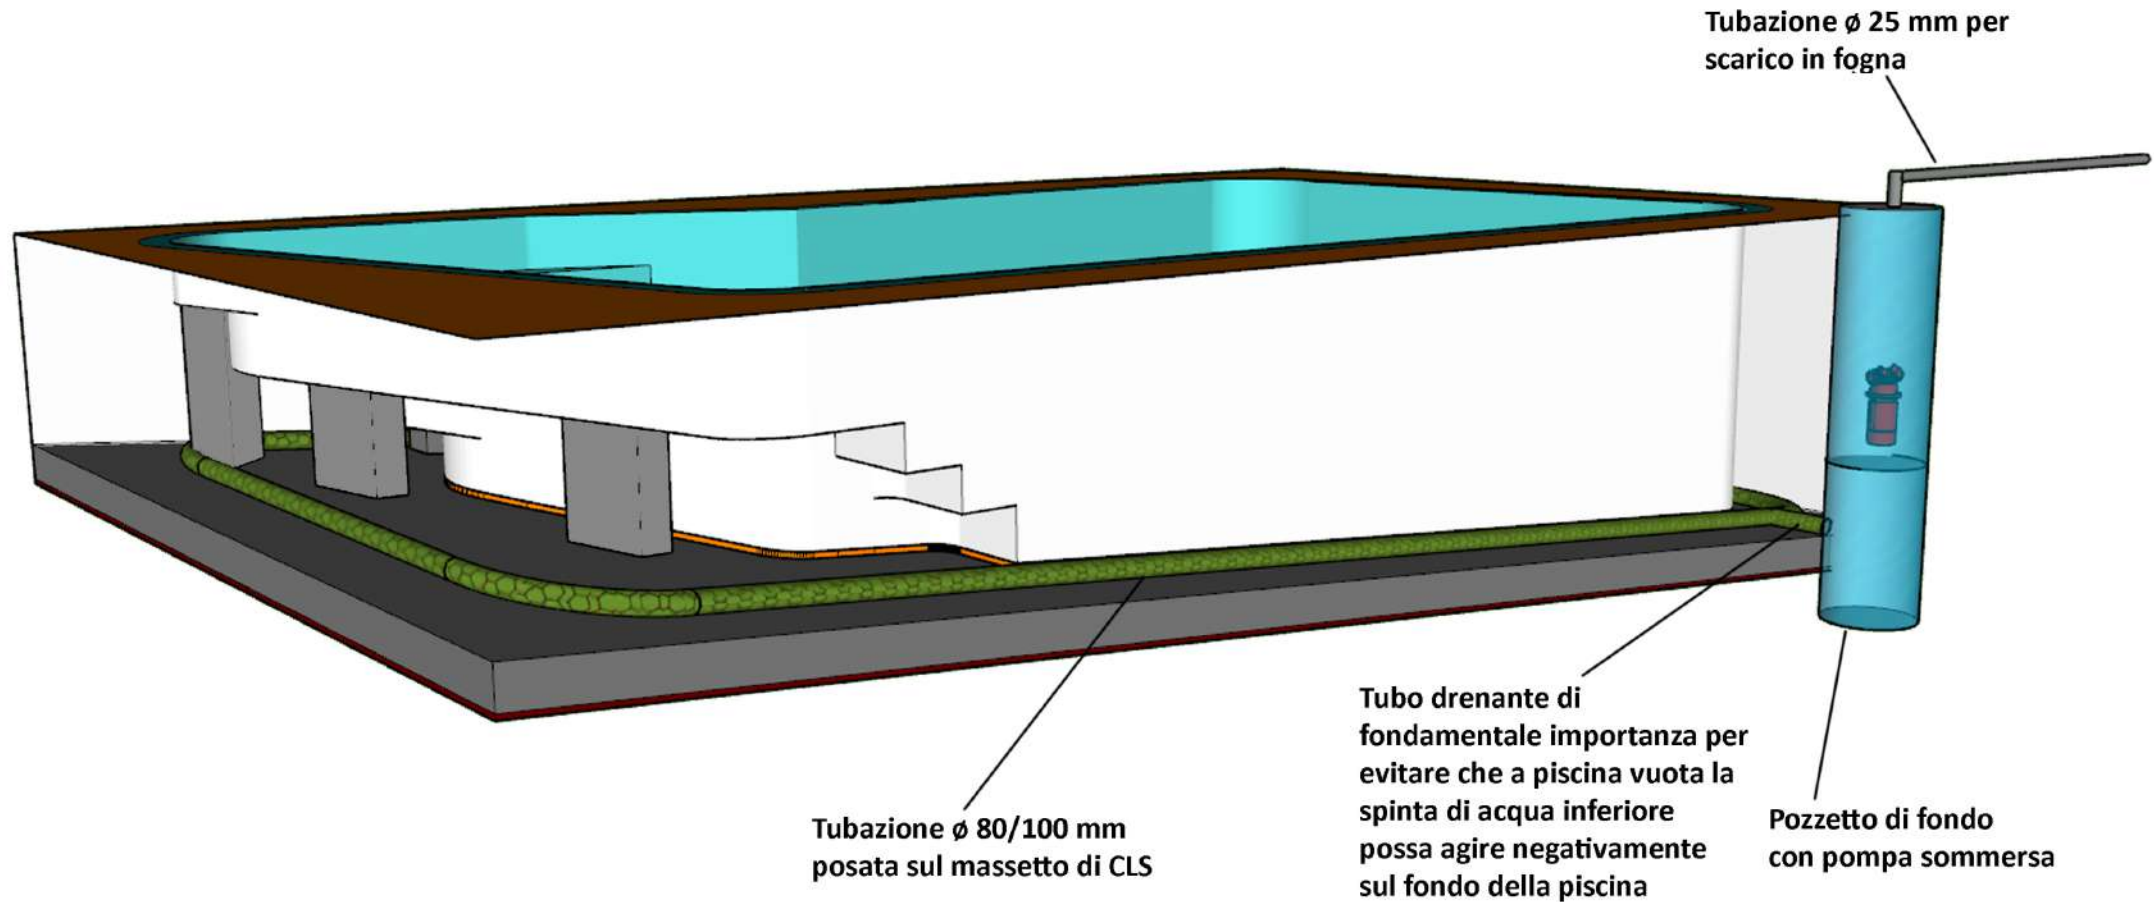 Tubazione ø 25 mm per
scarico in fogna
Tubazione ø 80/100 mm
posata sul massetto di CLS
Tubo drenante di
fondamentale importanza per
evitare che a piscina vuota la
spinta di acqua inferiore
possa agire negativamente
sul fondo della piscina
Pozzetto di fondo
con pompa sommersa